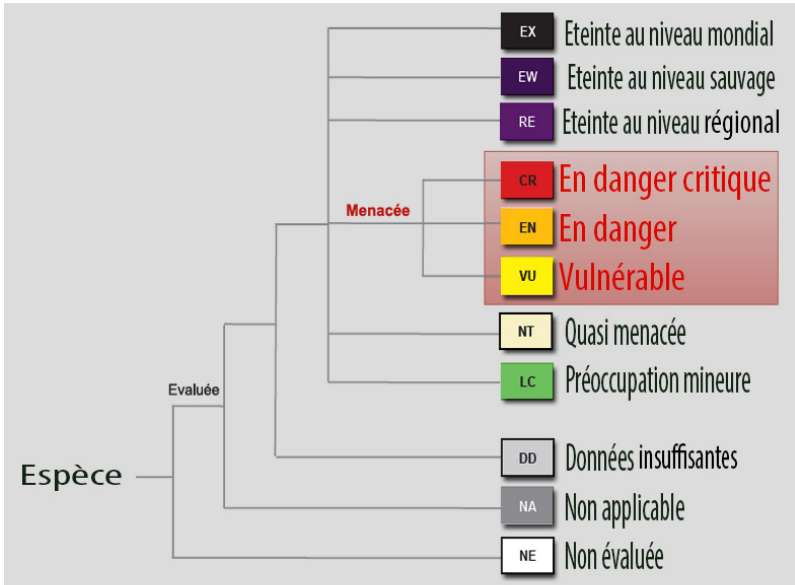 EX Eteinte au niveau mondial
EW Eteinte au niveau sauvage
RE Eteinte au niveau régional
CR En danger critique
Menacée
EN En danger
VU Vulnérable
NT Quasi menacée
LC Préoccupation mineure
Evaluée
DD Données insuffisantes
Espèce
NA Non applicable
NE Non évaluée